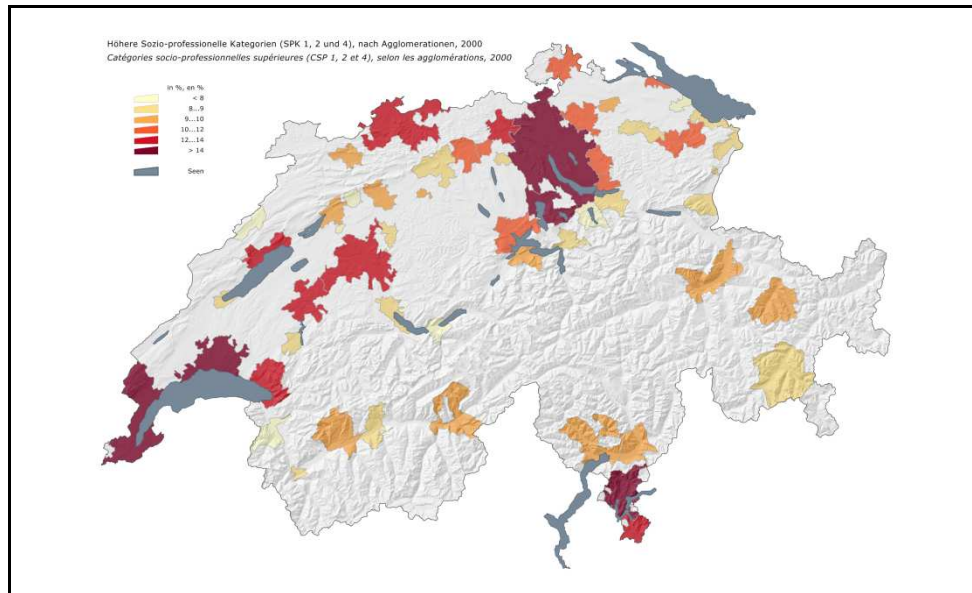 Höhere Sozio-professionelle Kategorien (SPK 1, 2 und 4), nach Agglomerationen, 2000
Catégories socio-professionnelles supérieures (CSP 1, 2 et 4), selon les agglomérations, 2000
in %, en %
< 8
8...9
9...10
10...12
12...14
> 14
Seen